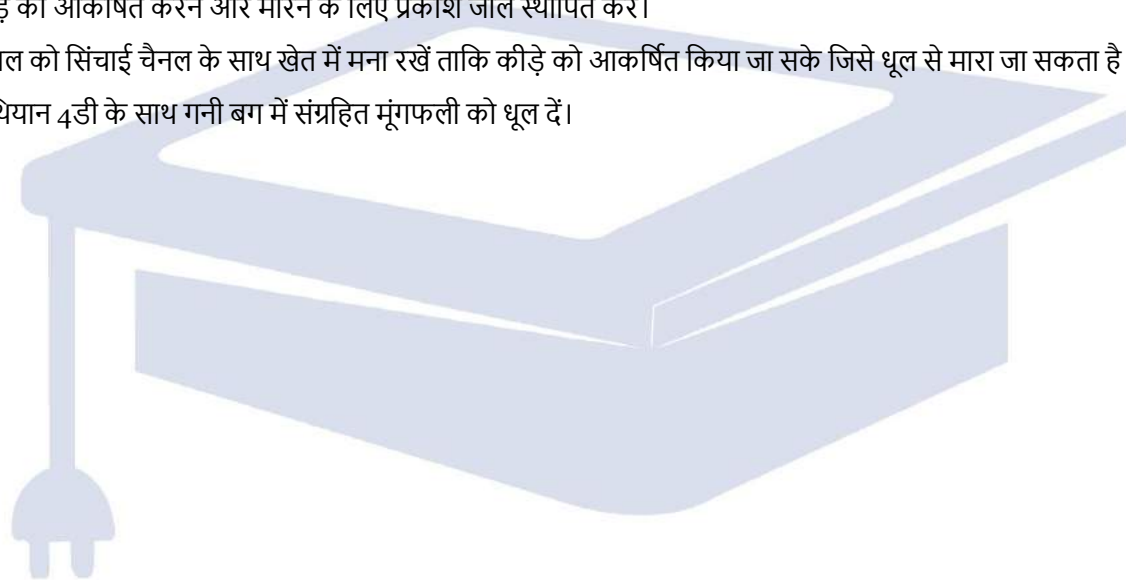 को आकर्षित करने और मारने के लिए प्रकाश जाल स्थापित करें।
को सिंचाई चैनल के साथ खेत में मना रखें ताकि कीड़े को आकर्षित किया जा सके जिसे धूल से मारा जा सकता है
4डी के साथ गनी बग में संग्रहित मूंगफली को धूल दें।